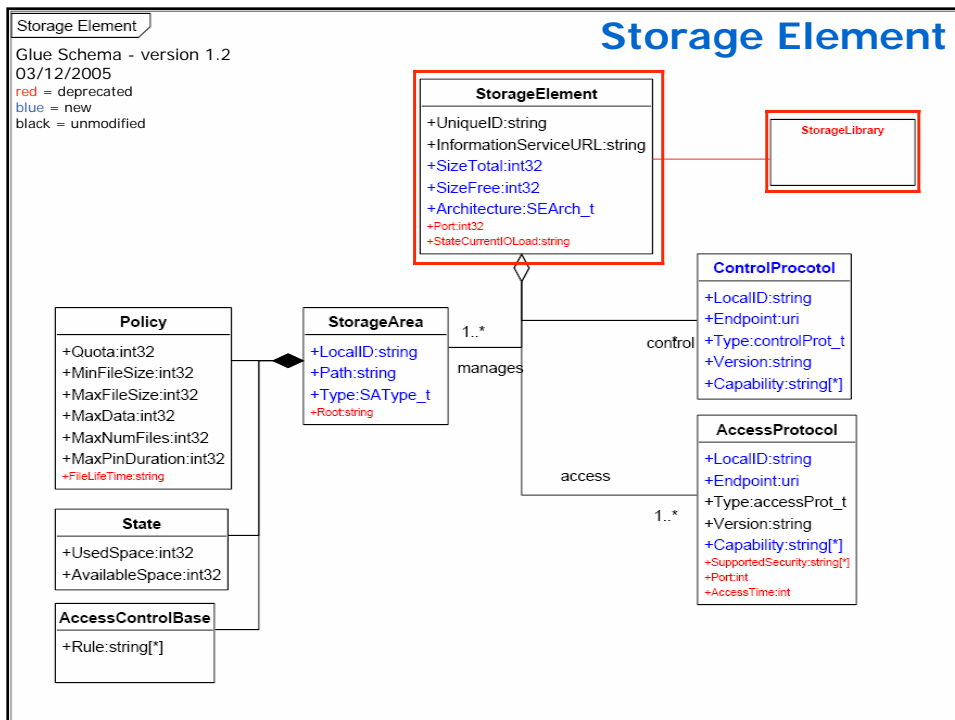 Storage Element
Storage Element
Glue Schema - version 1.2
03/12/2005
red = deprecated
blue = new
black = unmodified
StorageElement
+UniqueID:string
+InformationServiceURL:string
+SizeTotal:int32
+SizeFree:int32
+Architecture:SEArch_t
+Port:int32
+StateCurrentIOLoad:string
StorageLibrary
ControlProcotol
+LocalID:string
+Endpoint:uri
+Type:controlProt_t
+Version:string
+Capability:string[*]
control
*
Policy
+Quota:int32
+MinFileSize:int32
+MaxFileSize:int32
+MaxData:int32
+MaxNumFiles:int32
+MaxPinDuration:int32
+FileLifeTime:string
StorageArea
+LocalID:string
+Path:string
+Type:SAType_t
+Root:string
1..*
manages
AccessProtocol
+LocalID:string
+Endpoint:uri
+Type:accessProt_t
+Version:string
+Capability:string[*]
+SupportedSecurity:string[*]
+Port:int
+AccessTime:int
access
1..*
State
+UsedSpace:int32
+AvailableSpace:int32
AccessControlBase
+Rule:string[*]